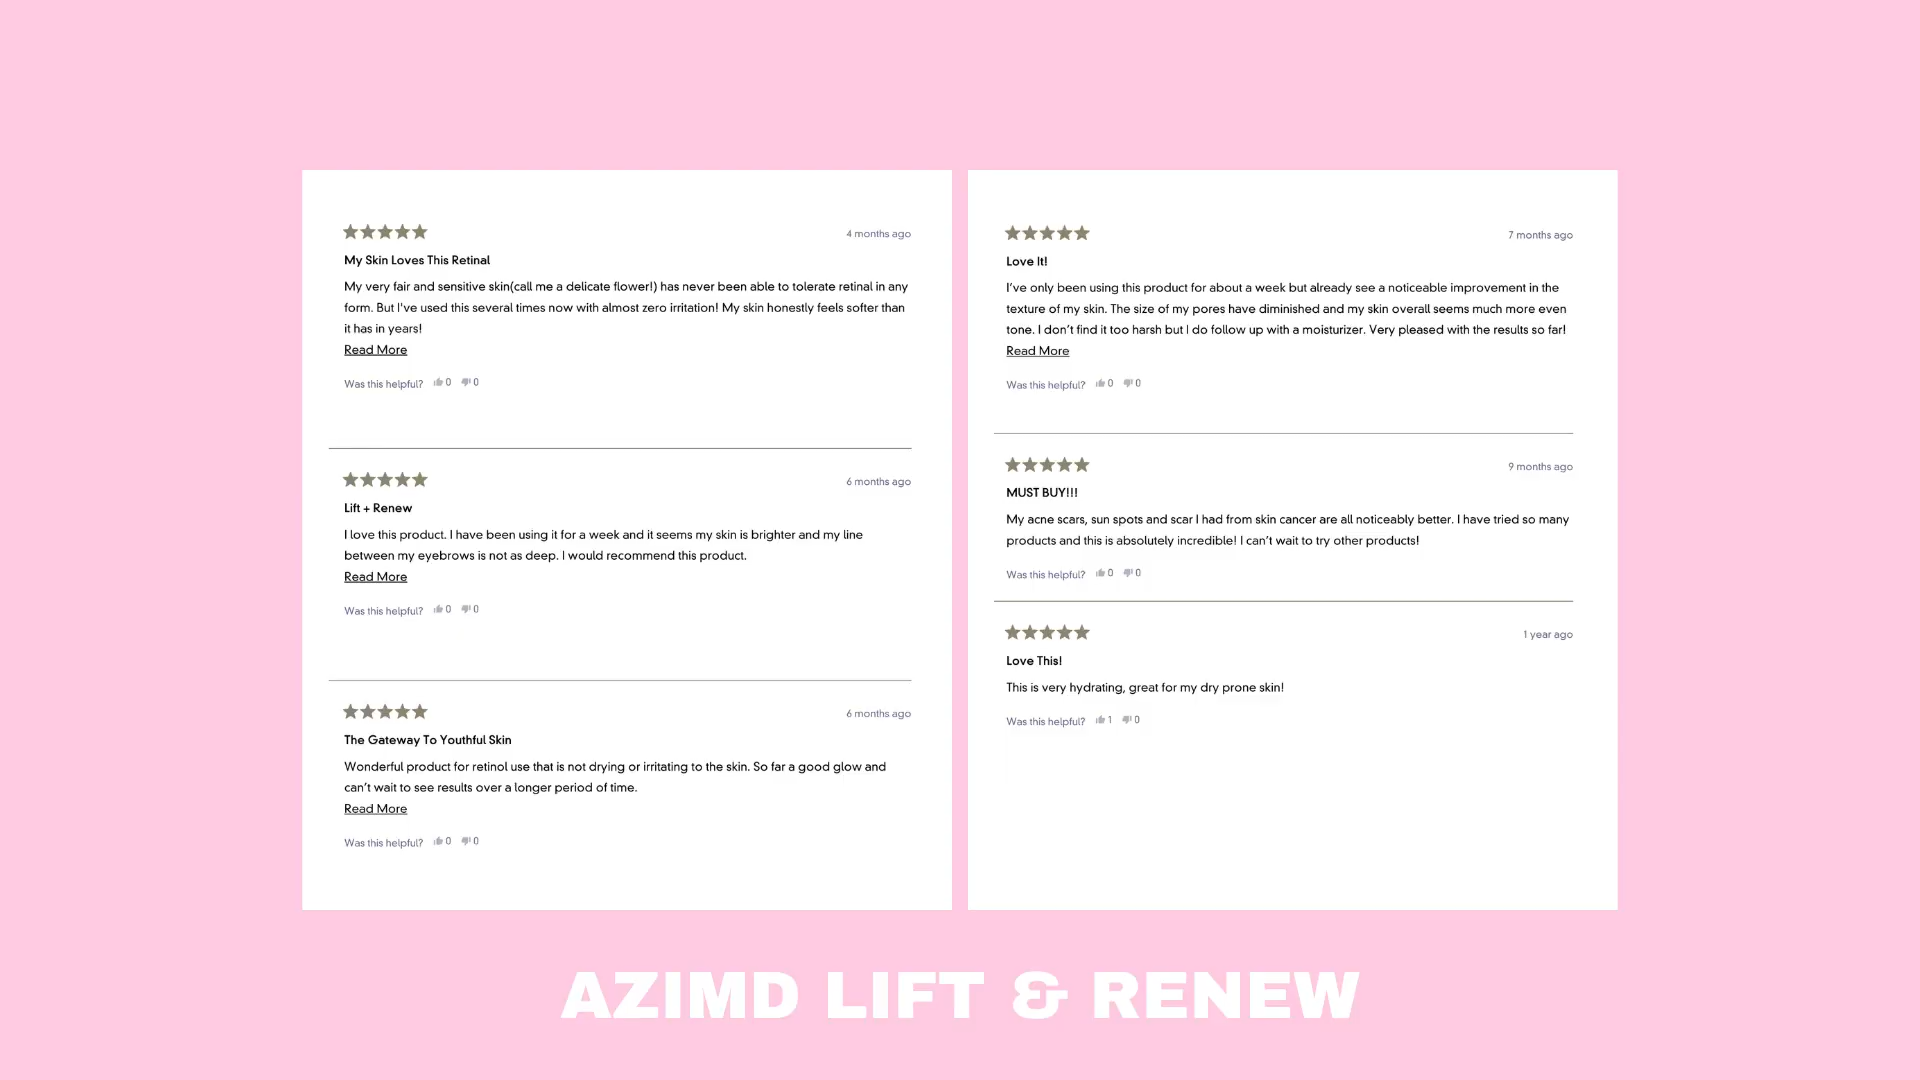 4 months ago
My Skin Loves This Retinal
My very fair and sensitive skin(call me a delicate flower!) has never been able to tolerate retinal in any
form. But I've used this several times now with almost zero irritation! My skin honestly feels softer than
it has in years!
Read More
Was this helpful? 0 0
6 months ago
Lift + Renew
I love this product. I have been using it for a week and it seems my skin is brighter and my line
between my eyebrows is not as deep. I would recommend this product.
Read More
Was this helpful? 0 0
6 months ago
The Gateway To Youthful Skin
Wonderful product for retinol use that is not drying or irritating to the skin. So far a good glow and
can’t wait to see results over a longer period of time.
Read More
Was this helpful? 0 0
7 months ago
Love It!
I’ve only been using this product for about a week but already see a noticeable improvement in the
texture of my skin. The size of my pores have diminished and my skin overall seems much more even
tone. I don’t find it too harsh but I do follow up with a moisturizer. Very pleased with the results so far!
Read More
Was this helpful? 0 0
9 months ago
MUST BUY!!!
My acne scars, sun spots and scar I had from skin cancer are all noticeably better. I have tried so many
products and this is absolutely incredible! I can’t wait to try other products!
Was this helpful? 0 0
1 year ago
Love This!
This is very hydrating, great for my dry prone skin!
Was this helpful? 1 0
AZIMD LIFT & RENEW